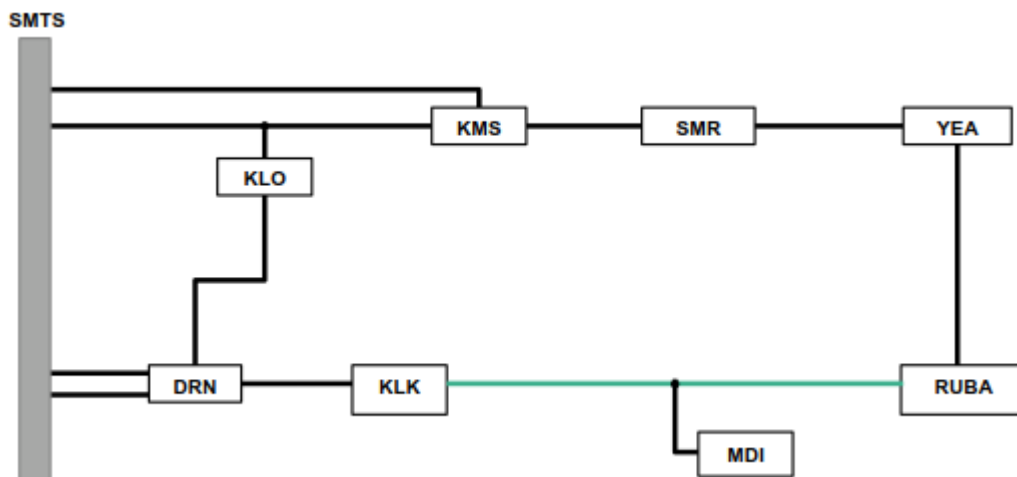 SMTS
KMS
SMR
YEA
KLO
DRN
KLK
RUBA
MDI